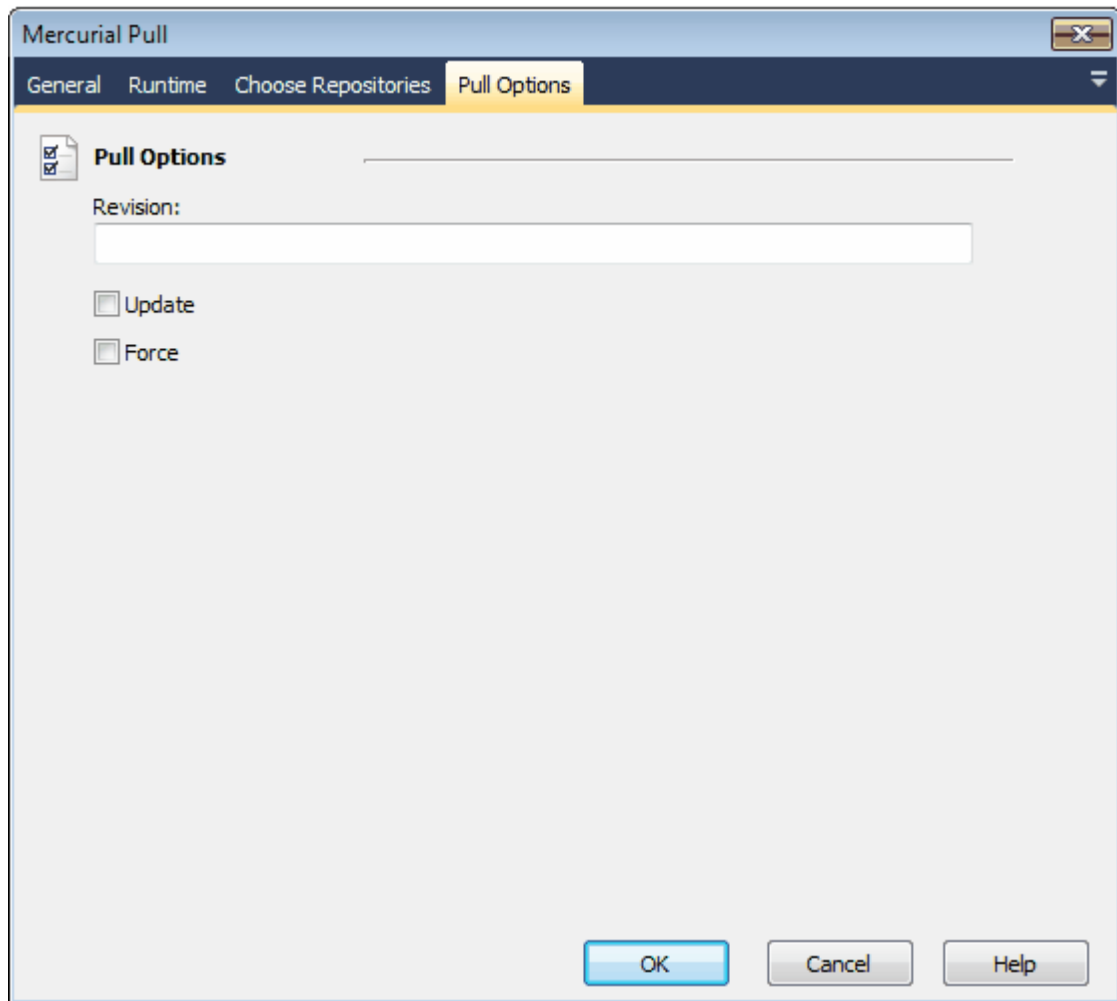 Mercurial Pull
General Runtime Choose Repositories Pull Options
Pull Options
Revision:
Update
Force
OK Cancel Help